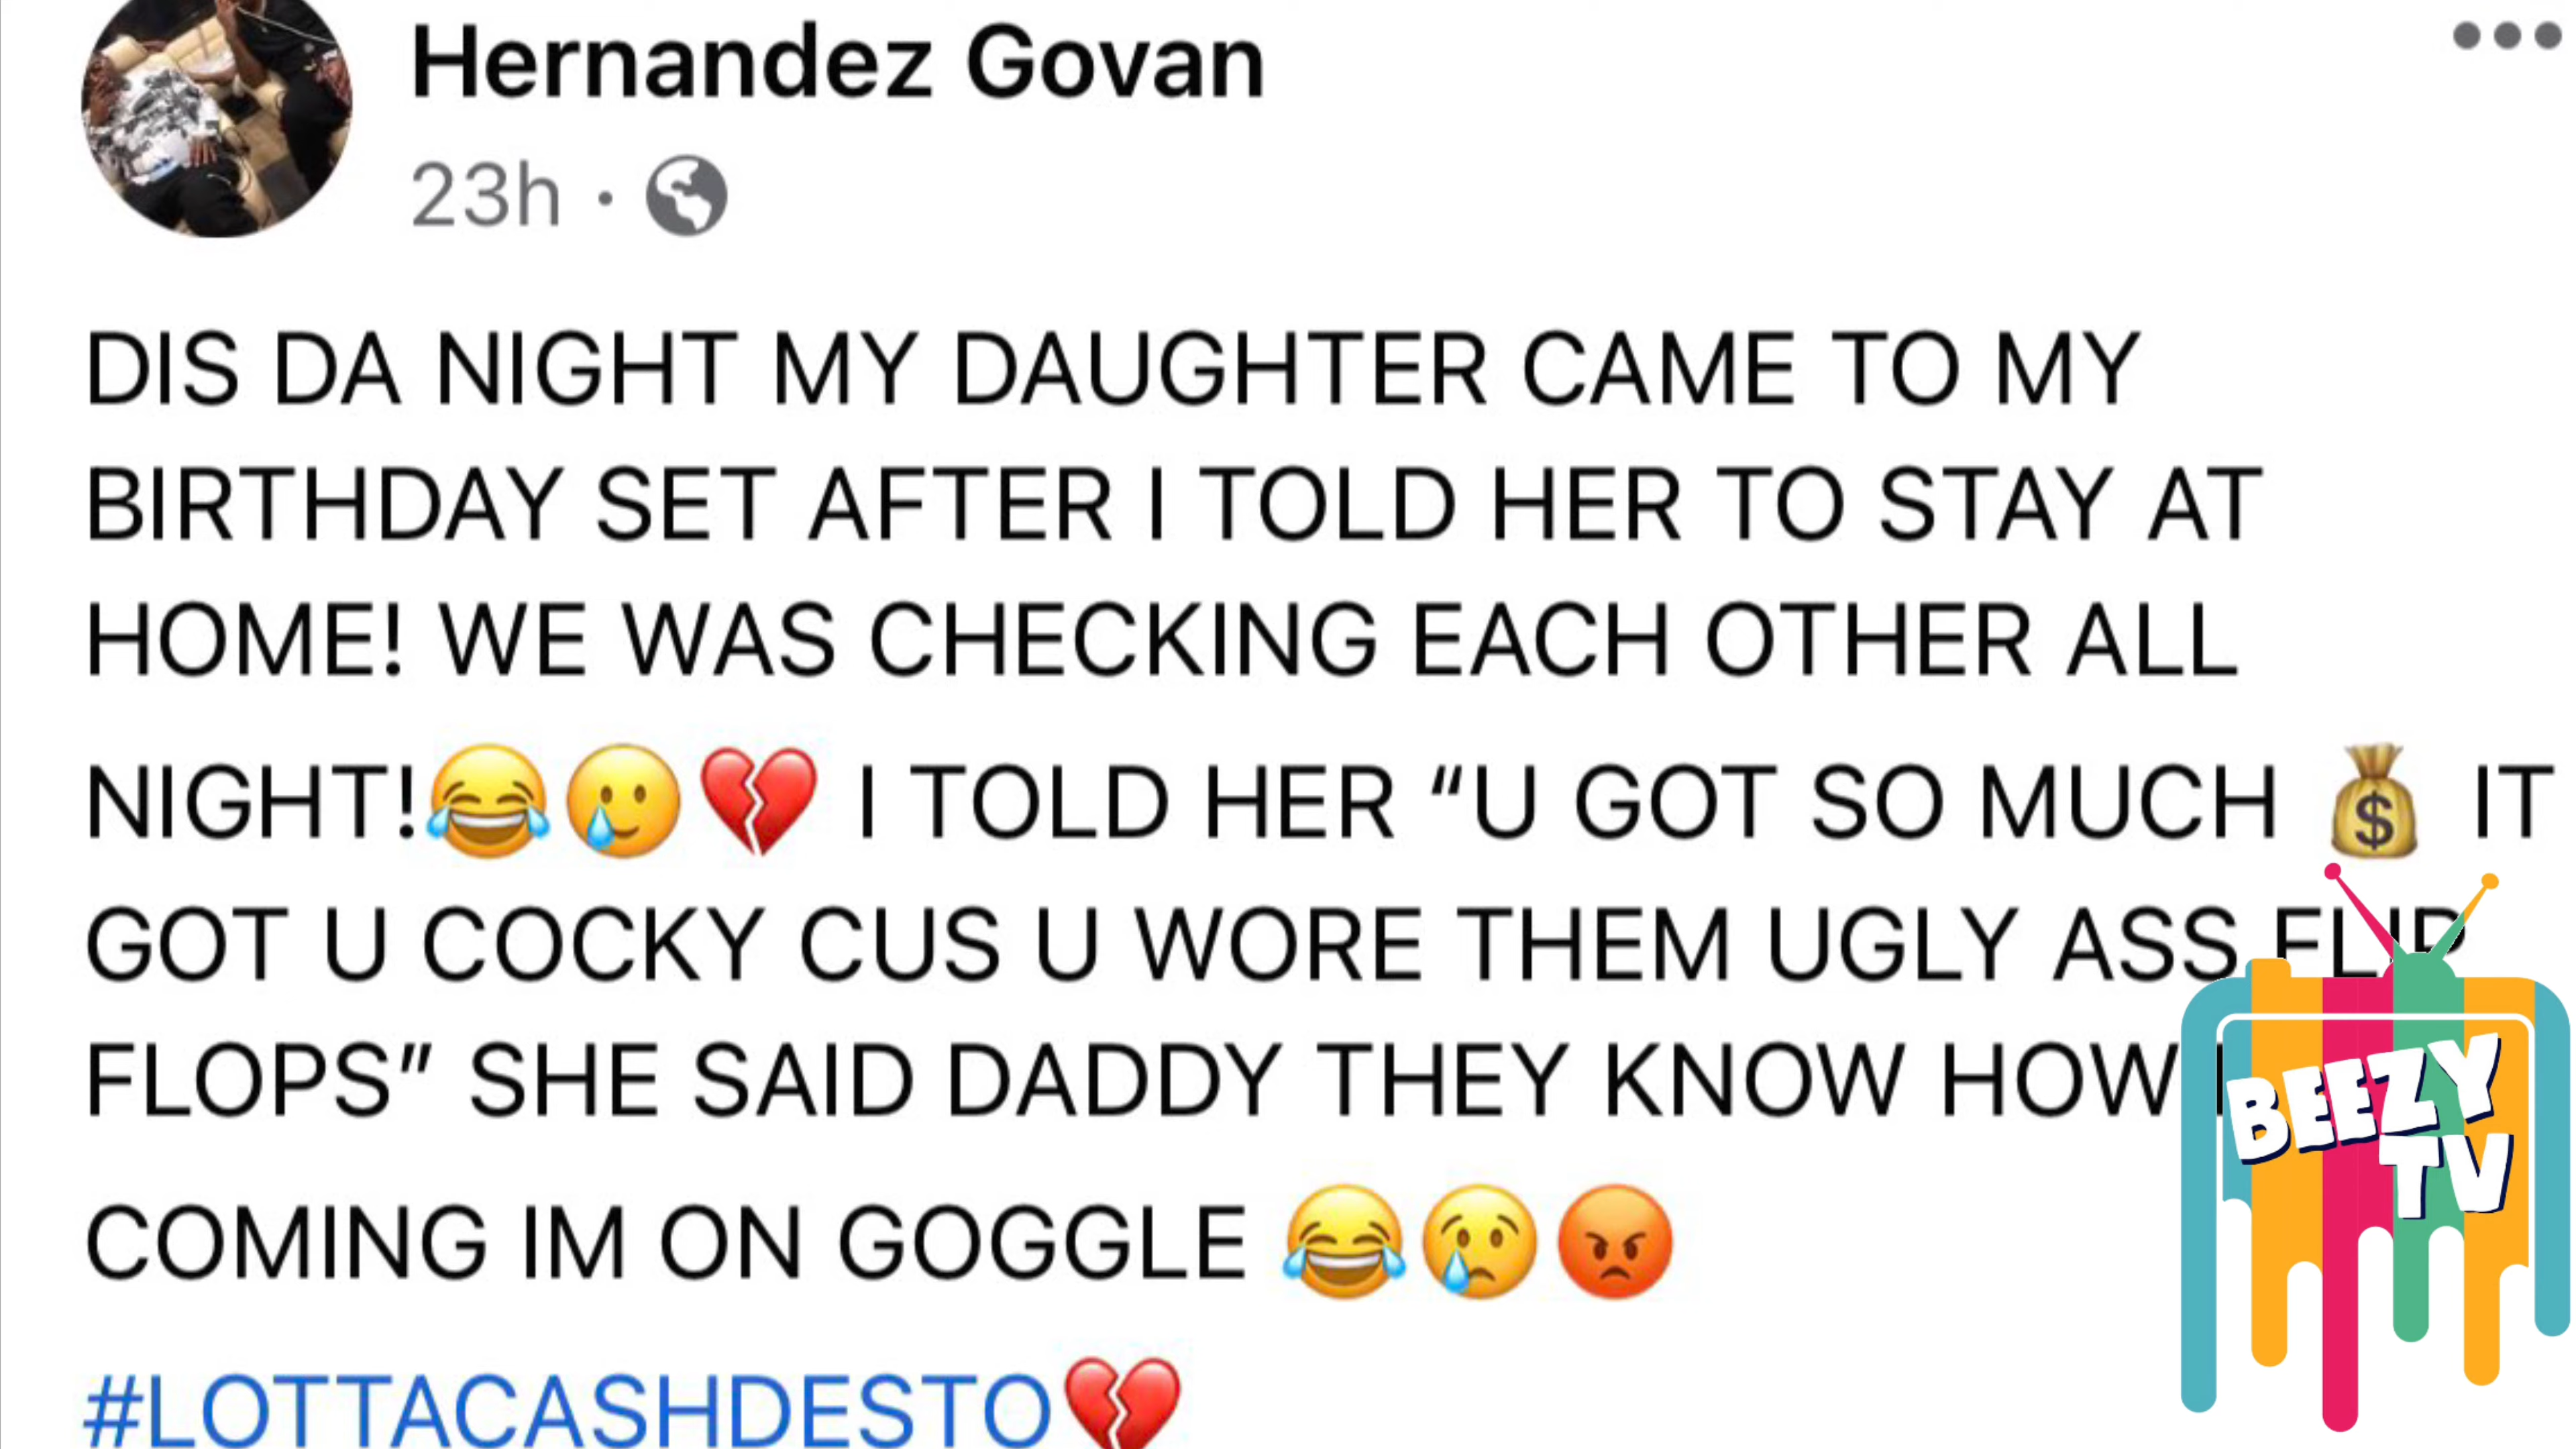 Hernandez Govan
23h ·
DIS DA NIGHT MY DAUGHTER CAME TO MY
BIRTHDAY SET AFTER I TOLD HER TO STAY AT
HOME! WE WAS CHECKING EACH OTHER ALL
NIGHT!😂🥲💔 I TOLD HER “U GOT SO MUCH 💰 IT
GOT U COCKY CUS U WORE THEM UGLY ASS FLIP
FLOPS” SHE SAID DADDY THEY KNOW HOW
COMING IM ON GOGGLE 😂😢😡
#LOTTACASHDESTO💔
BEEZY
TV